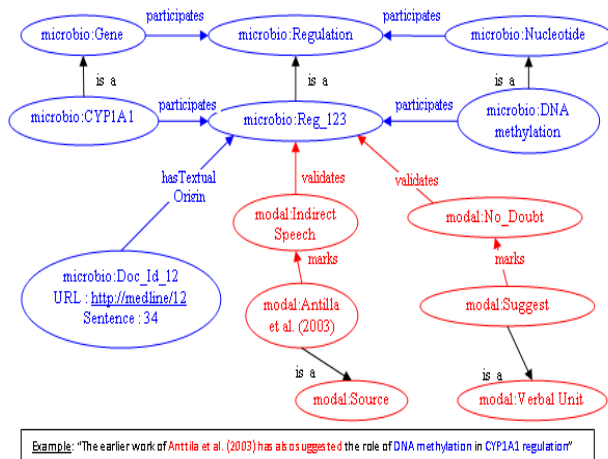 participates
participates
microbio:Gene
microbio:Regulation
microbio:Nucleotide
is a
is a
is a
participates
participates
microbio:CYP1A1
microbio:Reg_123
microbio:DNA
methylation
hasTextual
Origin
validates
validates
modal:Indirect
Speech
modal:No_Doubt
microbio:Doc_Id_12
URL : http://medline/12
Sentence : 34
marks
marks
modal:Antilla
et al. (2003)
modal:Suggest
is a
is a
modal:Source
modal:Verbal Unit
Example: "The earlier work of Anttila et al. (2003) has also suggested the role of DNA methylation in CYP1A1 regulation"